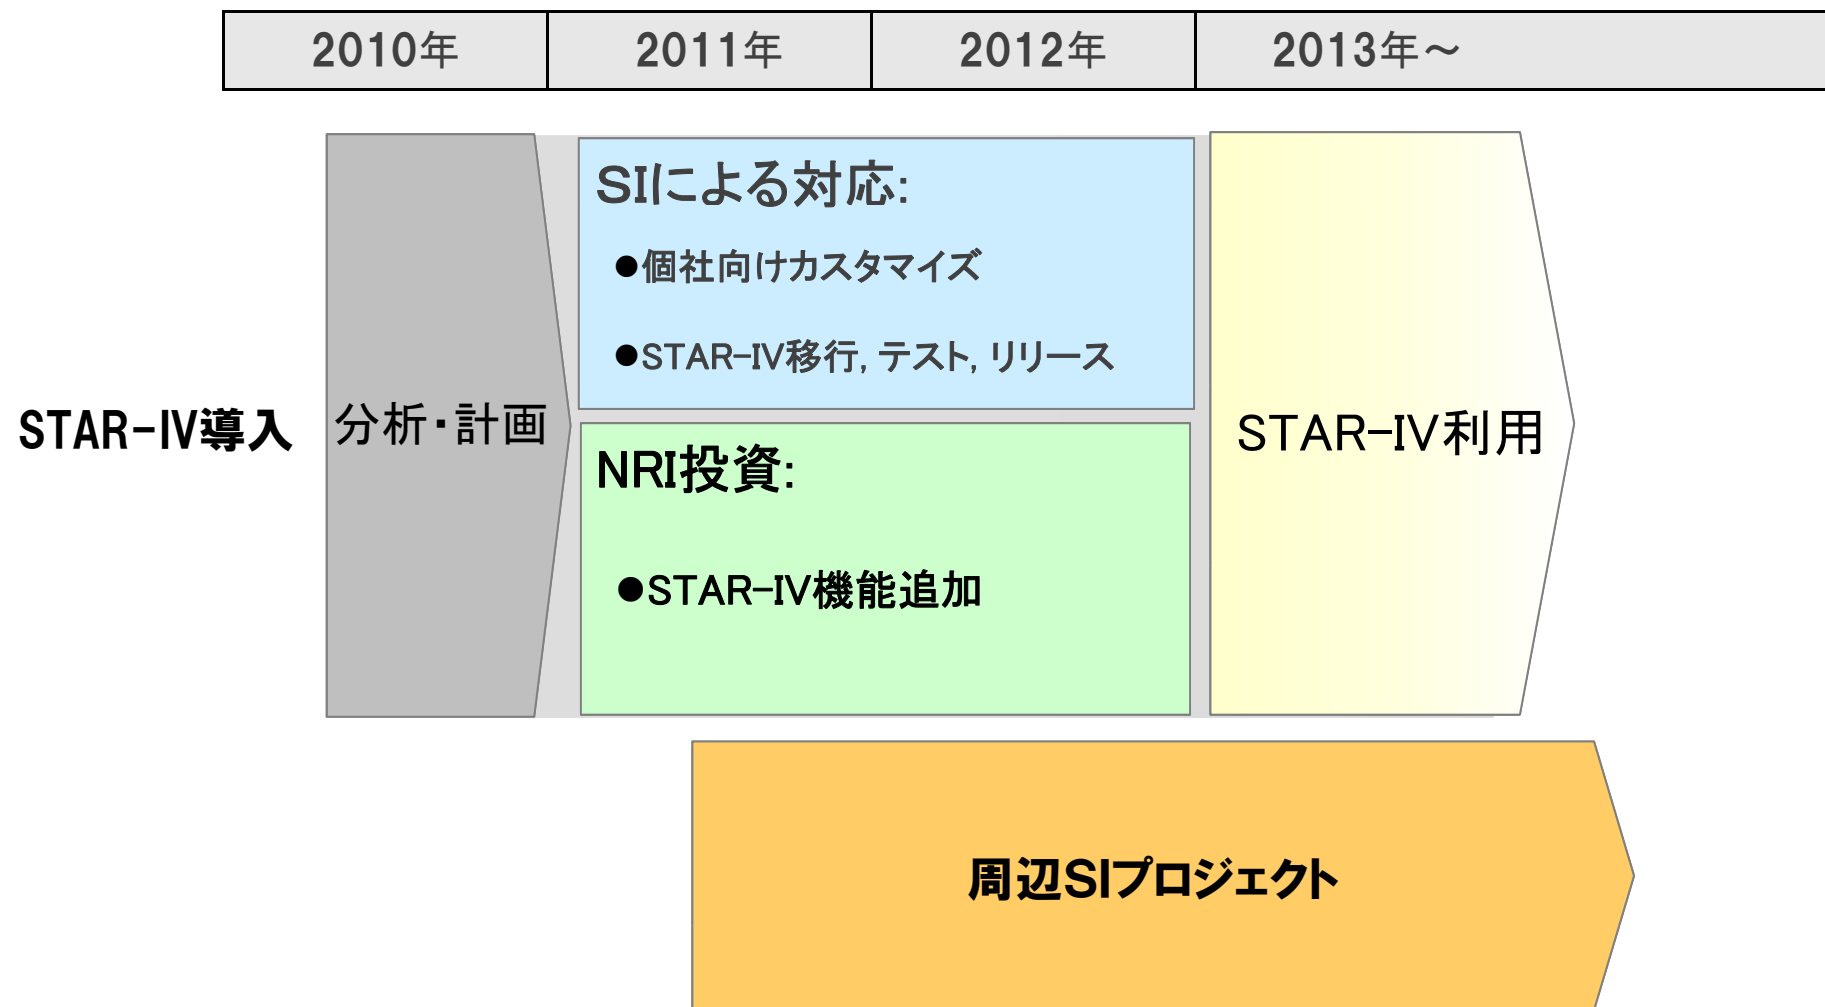 2010年 2011年 2012年 2013年～
SIによる対応:
●個社向けカスタマイズ
●STAR-IV移行, テスト, リリース
STAR-IV導入
分析・計画
NRI投資:
●STAR-IV機能追加
STAR-IV利用
周辺SIプロジェクト